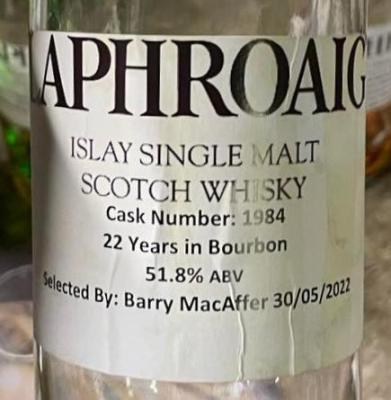 LAPHROAIG
ISLAY SINGLE MALT
SCOTCH WHISKY
Cask Number: 1984
22 Years in Bourbon
51.8% ABV
Selected By: Barry MacAffer 30/05/2022